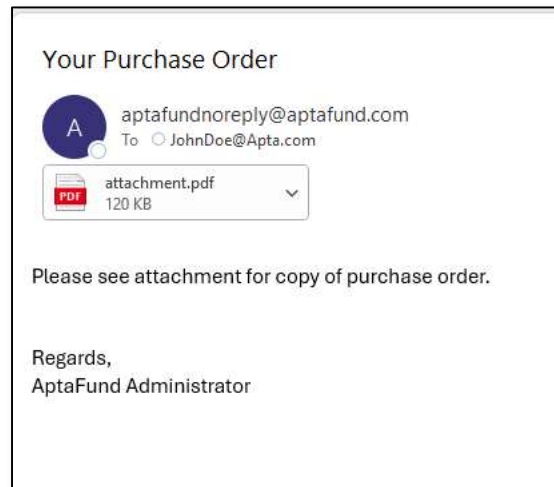 Your Purchase Order
A
aptafundnoreply@aptafund.com
To JohnDoe@Apta.com
PDF
attachment.pdf
120 KB
Please see attachment for copy of purchase order.
Regards,
AptaFund Administrator